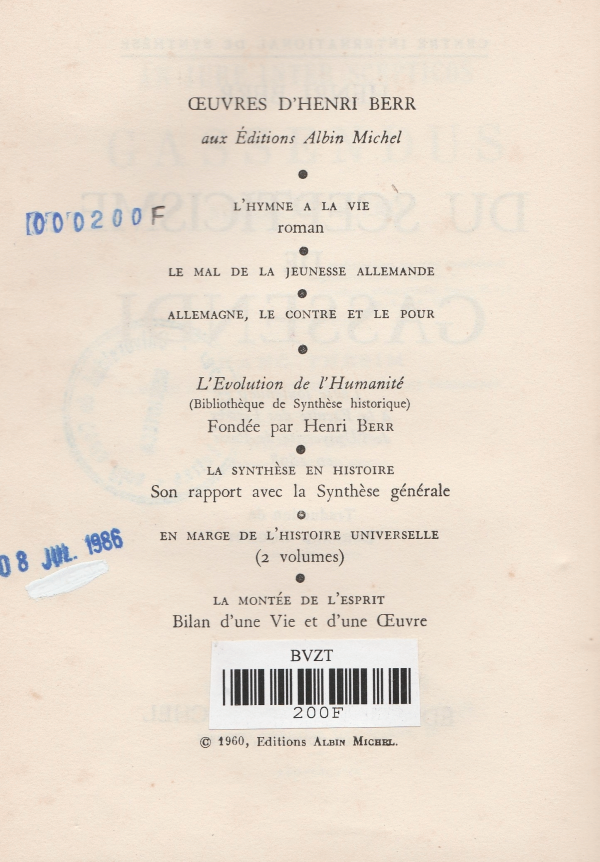 ŒUVRES D'HENRI BERR
aux Éditions Albin Michel
L'HYMNE A LA VIE
000200F
roman
LE MAL DE LA JEUNESSE ALLEMANDE
ALLEMAGNE, LE CONTRE ET LE POUR
L'Evolution de l'Humanité
(Bibliothèque de Synthèse historique)
Fondée par Henri BERR
LA SYNTHÈSE EN HISTOIRE
Son rapport avec la Synthèse générale
EN MARGE DE L'HISTOIRE UNIVERSELLE
08 JUL. 1986
(2 volumes)
LA MONTÉE DE L'ESPRIT
Bilan d'une Vie et d'une Œuvre
BVZT
200F
© 1960, Editions ALBIN MICHEL.